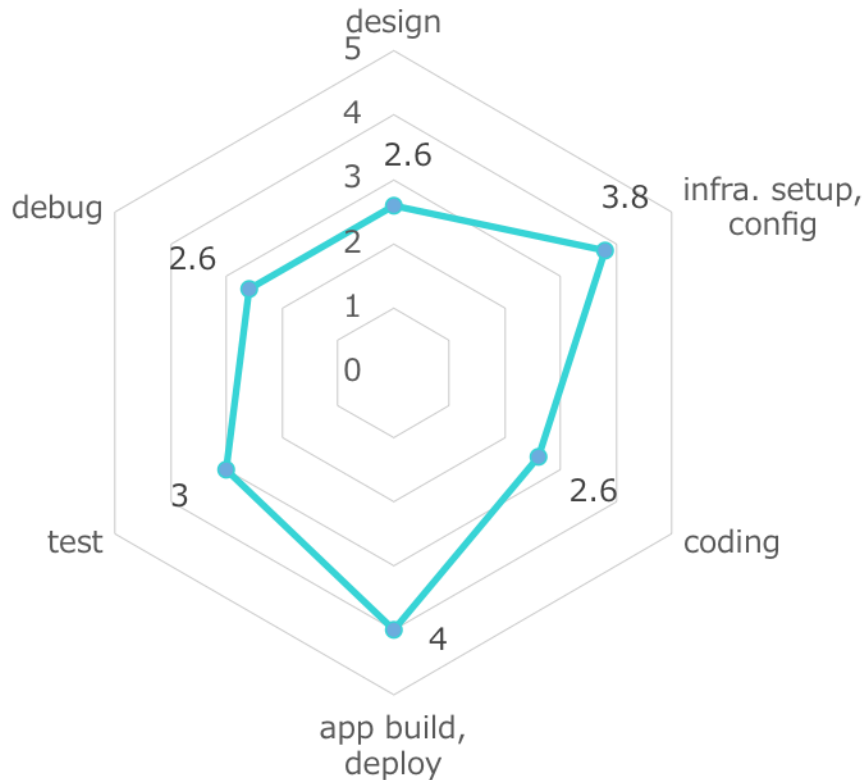 design
5
4
2.6
3
3.8
infra. setup,
config
debug
2.6
2
1
0
3
2.6
test
coding
4
app build,
deploy